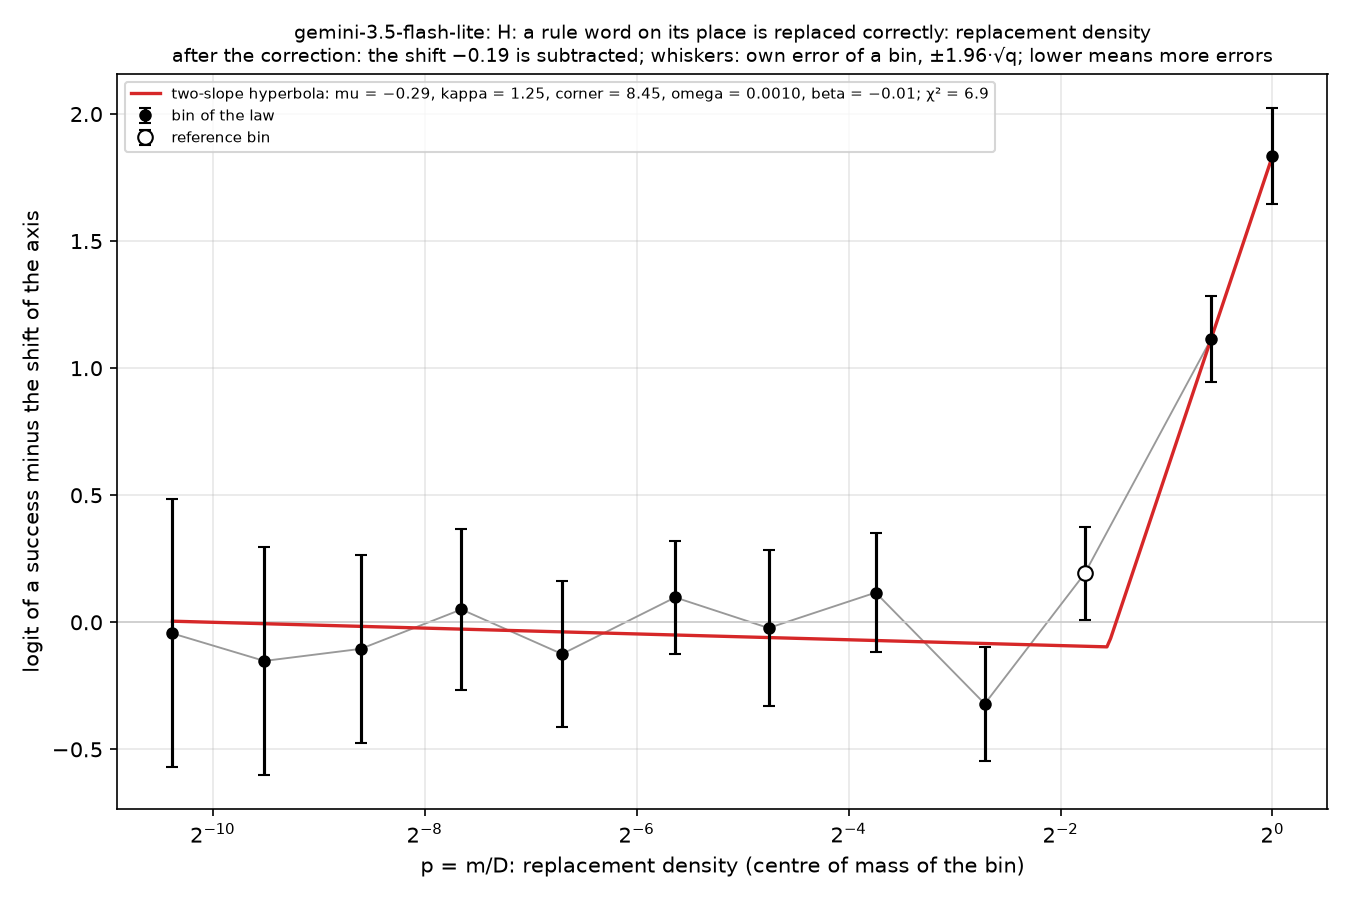 gemini-3.5-flash-lite: H: a rule word on its place is replaced correctly: replacement density
after the correction: the shift −0.19 is subtracted; whiskers: own error of a bin, ±1.96·√q; lower means more errors
two-slope hyperbola: mu = −0.29, kappa = 1.25, corner = 8.45, omega = 0.0010, beta = −0.01; χ² = 6.9
bin of the law
reference bin
logit of a success minus the shift of the axis
2.0
1.5
1.0
0.5
0.0
−0.5
2⁻¹⁰ 2⁻⁸ 2⁻⁶ 2⁻⁴ 2⁻² 2⁰
p = m/D: replacement density (centre of mass of the bin)